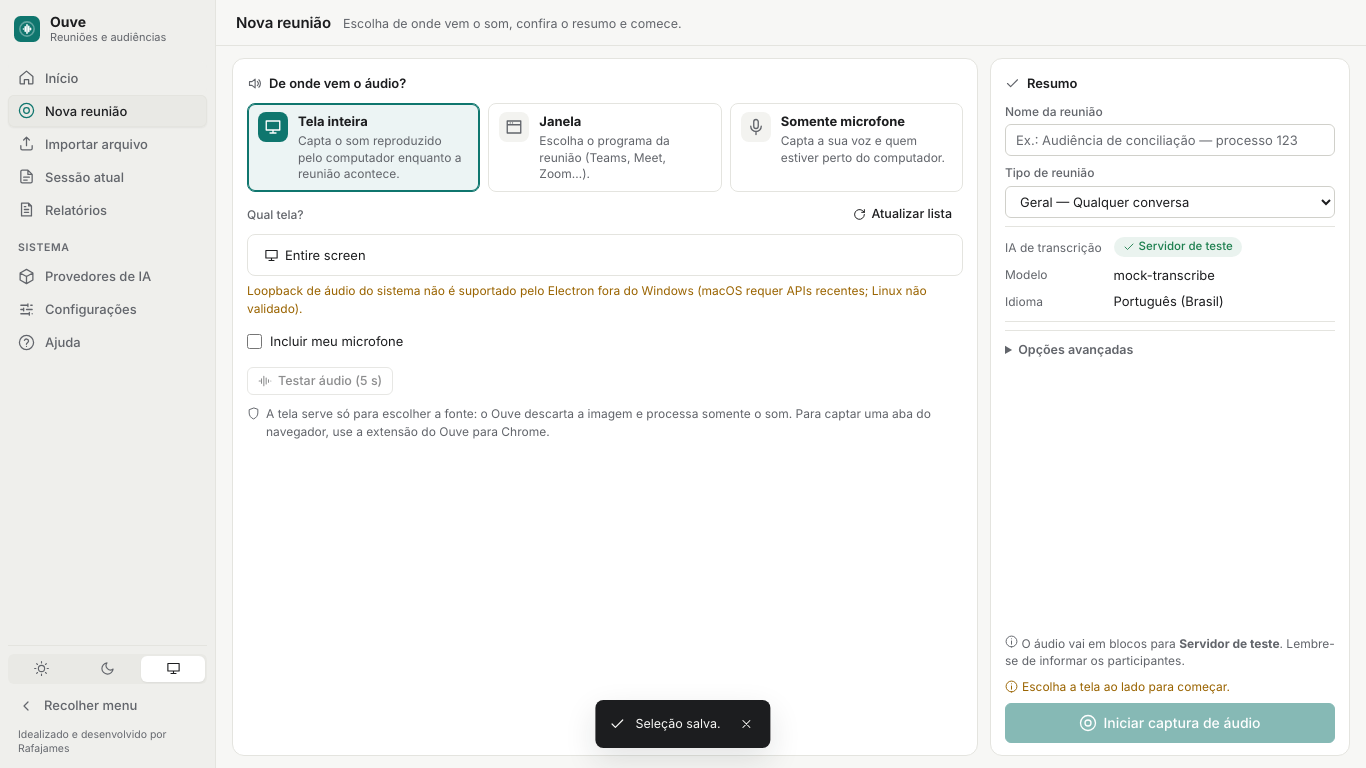 Ouve
Reuniões e audiências
Início
Nova reunião
Importar arquivo
Sessão atual
Relatórios
SISTEMA
Provedores de IA
Configurações
Ajuda
Recolher menu
Idealizado e desenvolvido por
Rafajames
Nova reunião Escolha de onde vem o som, confira o resumo e comece.
De onde vem o áudio?
Tela inteira
Capta o som reproduzido
pelo computador enquanto a
reunião acontece.
Janela
Escolha o programa da
reunião (Teams, Meet,
Zoom...).
Somente microfone
Capta a sua voz e quem
estiver perto do computador.
Qual tela?
Atualizar lista
Entire screen
Loopback de áudio do sistema não é suportado pelo Electron fora do Windows (macOS requer APIs recentes; Linux não
validado).
Incluir meu microfone
Testar áudio (5 s)
A tela serve só para escolher a fonte: o Ouve descarta a imagem e processa somente o som. Para captar uma aba do
navegador, use a extensão do Ouve para Chrome.
Resumo
Nome da reunião
Ex.: Audiência de conciliação — processo 123
Tipo de reunião
Geral — Qualquer conversa
IA de transcrição Servidor de teste
Modelo mock-transcribe
Idioma Português (Brasil)
Opções avançadas
O áudio vai em blocos para Servidor de teste. Lembre-
se de informar os participantes.
Escolha a tela ao lado para começar.
Iniciar captura de áudio
Seleção salva.